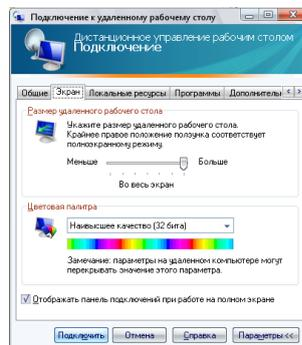 Подключение к удаленному рабочему столу
Дистанционное управление рабочим столом
Подключение
Общие Экран Локальные ресурсы Программы Дополнитель
Размер удаленного рабочего стола
Укажите размер удаленного рабочего стола.
Крайнее правое положение ползунка соответствует
полноэкранному режиму.
Меньше Больше
Во весь экран
Цветовая палитра
Наивысшее качество (32 бита)
Замечание: параметры на удаленном компьютере могут
перекрывать значение этого параметра.
Отображать панель подключений при работе на полном экране
Подключить Отмена Справка Параметры <<